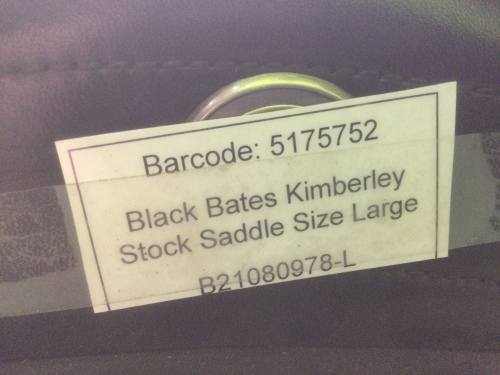 Barcode: 5175752
Black Bates Kimberley
Stock Saddle Size Large
B21080978-L